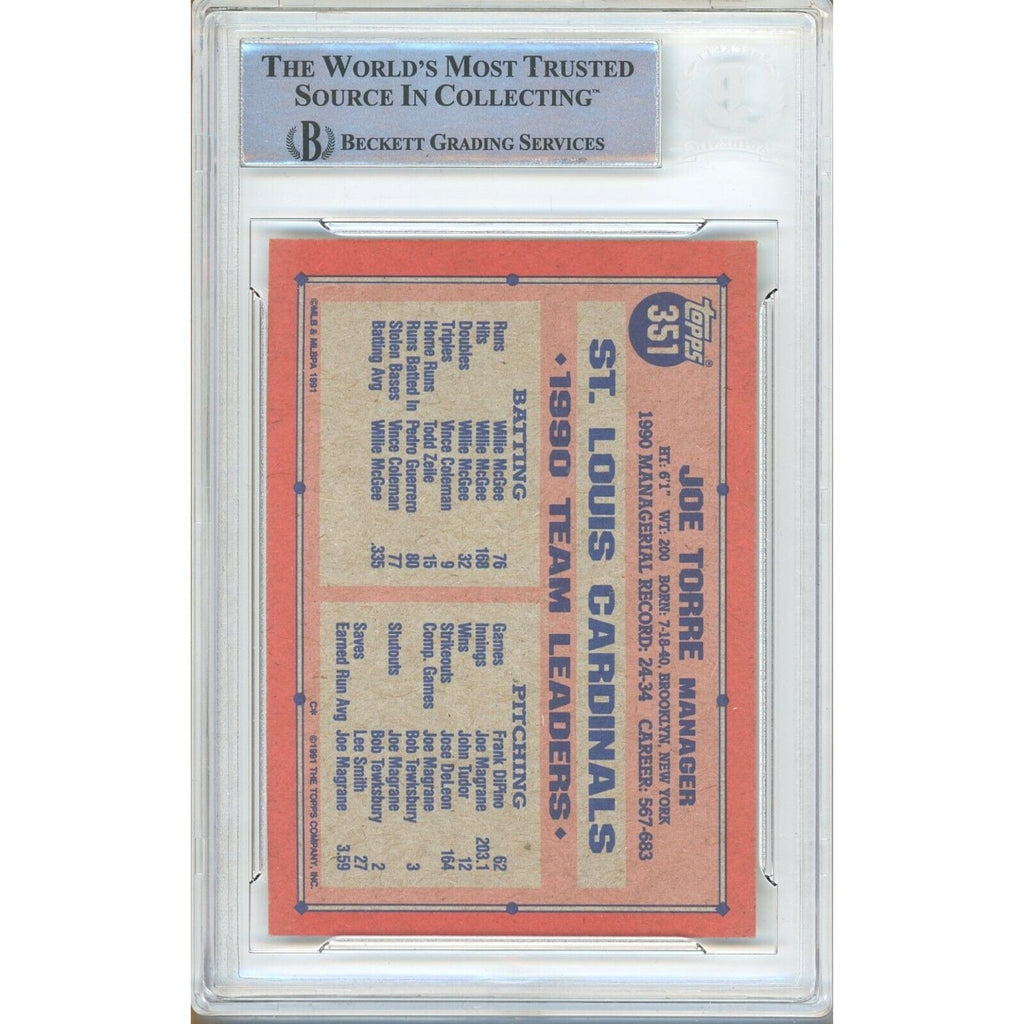 THE WORLD'S MOST TRUSTED
SOURCE IN COLLECTING™
B BECKETT GRADING SERVICES
topps®
351
JOE TORRE MANAGER
HT: 6'1" WT: 200 BORN: 7-18-40, BROOKLYN, NEW YORK
1990 MANAGERIAL RECORD: 24-34 CAREER: 567-683
ST. LOUIS CARDINALS
◆1990 TEAM LEADERS◆
BATTING
Runs Willie McGee 76
Hits Willie McGee 168
Doubles Willie McGee 32
Triples Vince Coleman 9
Home Runs Todd Zeile 15
Runs Batted In Pedro Guerrero 80
Stolen Bases Vince Coleman 77
Batting Avg Willie McGee .335
PITCHING
Games Frank DiPino 62
Innings Joe Magrane 203.1
Wins John Tudor 12
Strikeouts José DeLeon 164
Comp. Games Joe Magrane
Bob Tewksbury 3
Shutouts Joe Magrane
Bob Tewksbury 2
Saves Lee Smith 27
Earned Run Avg Joe Magrane 3.59
©MLB & MLBPA 1991
C* ©1991 THE TOPPS COMPANY, INC.